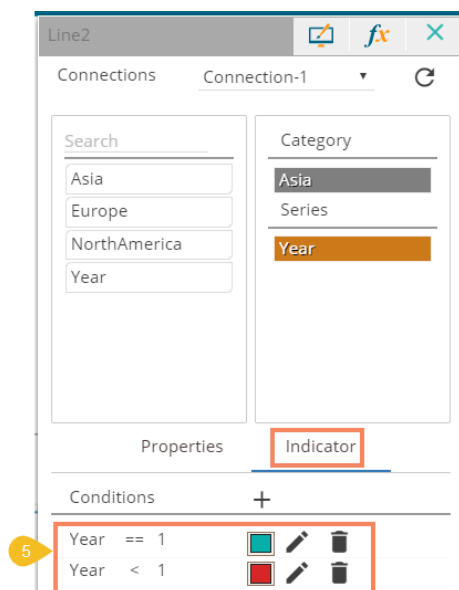 Line2 fx
Connections Connection-1
Search
Asia
Europe
NorthAmerica
Year
Category
Asia
Series
Year
Properties Indicator
Conditions +
5
Year == 1
Year < 1